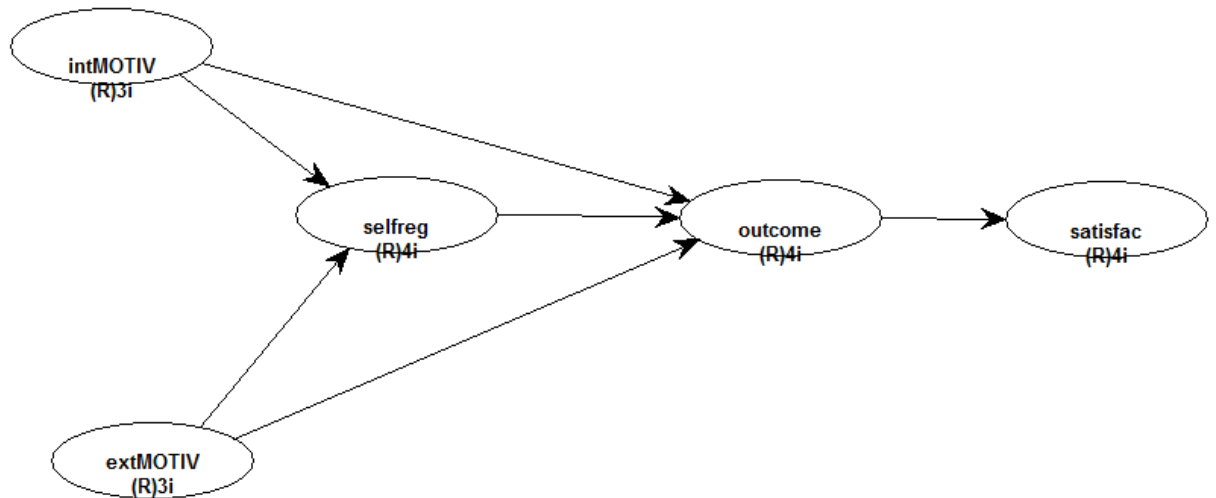 intMOTIV
(R)3i
selfreg
(R)4i
outcome
(R)4i
satisfac
(R)4i
extMOTIV
(R)3i